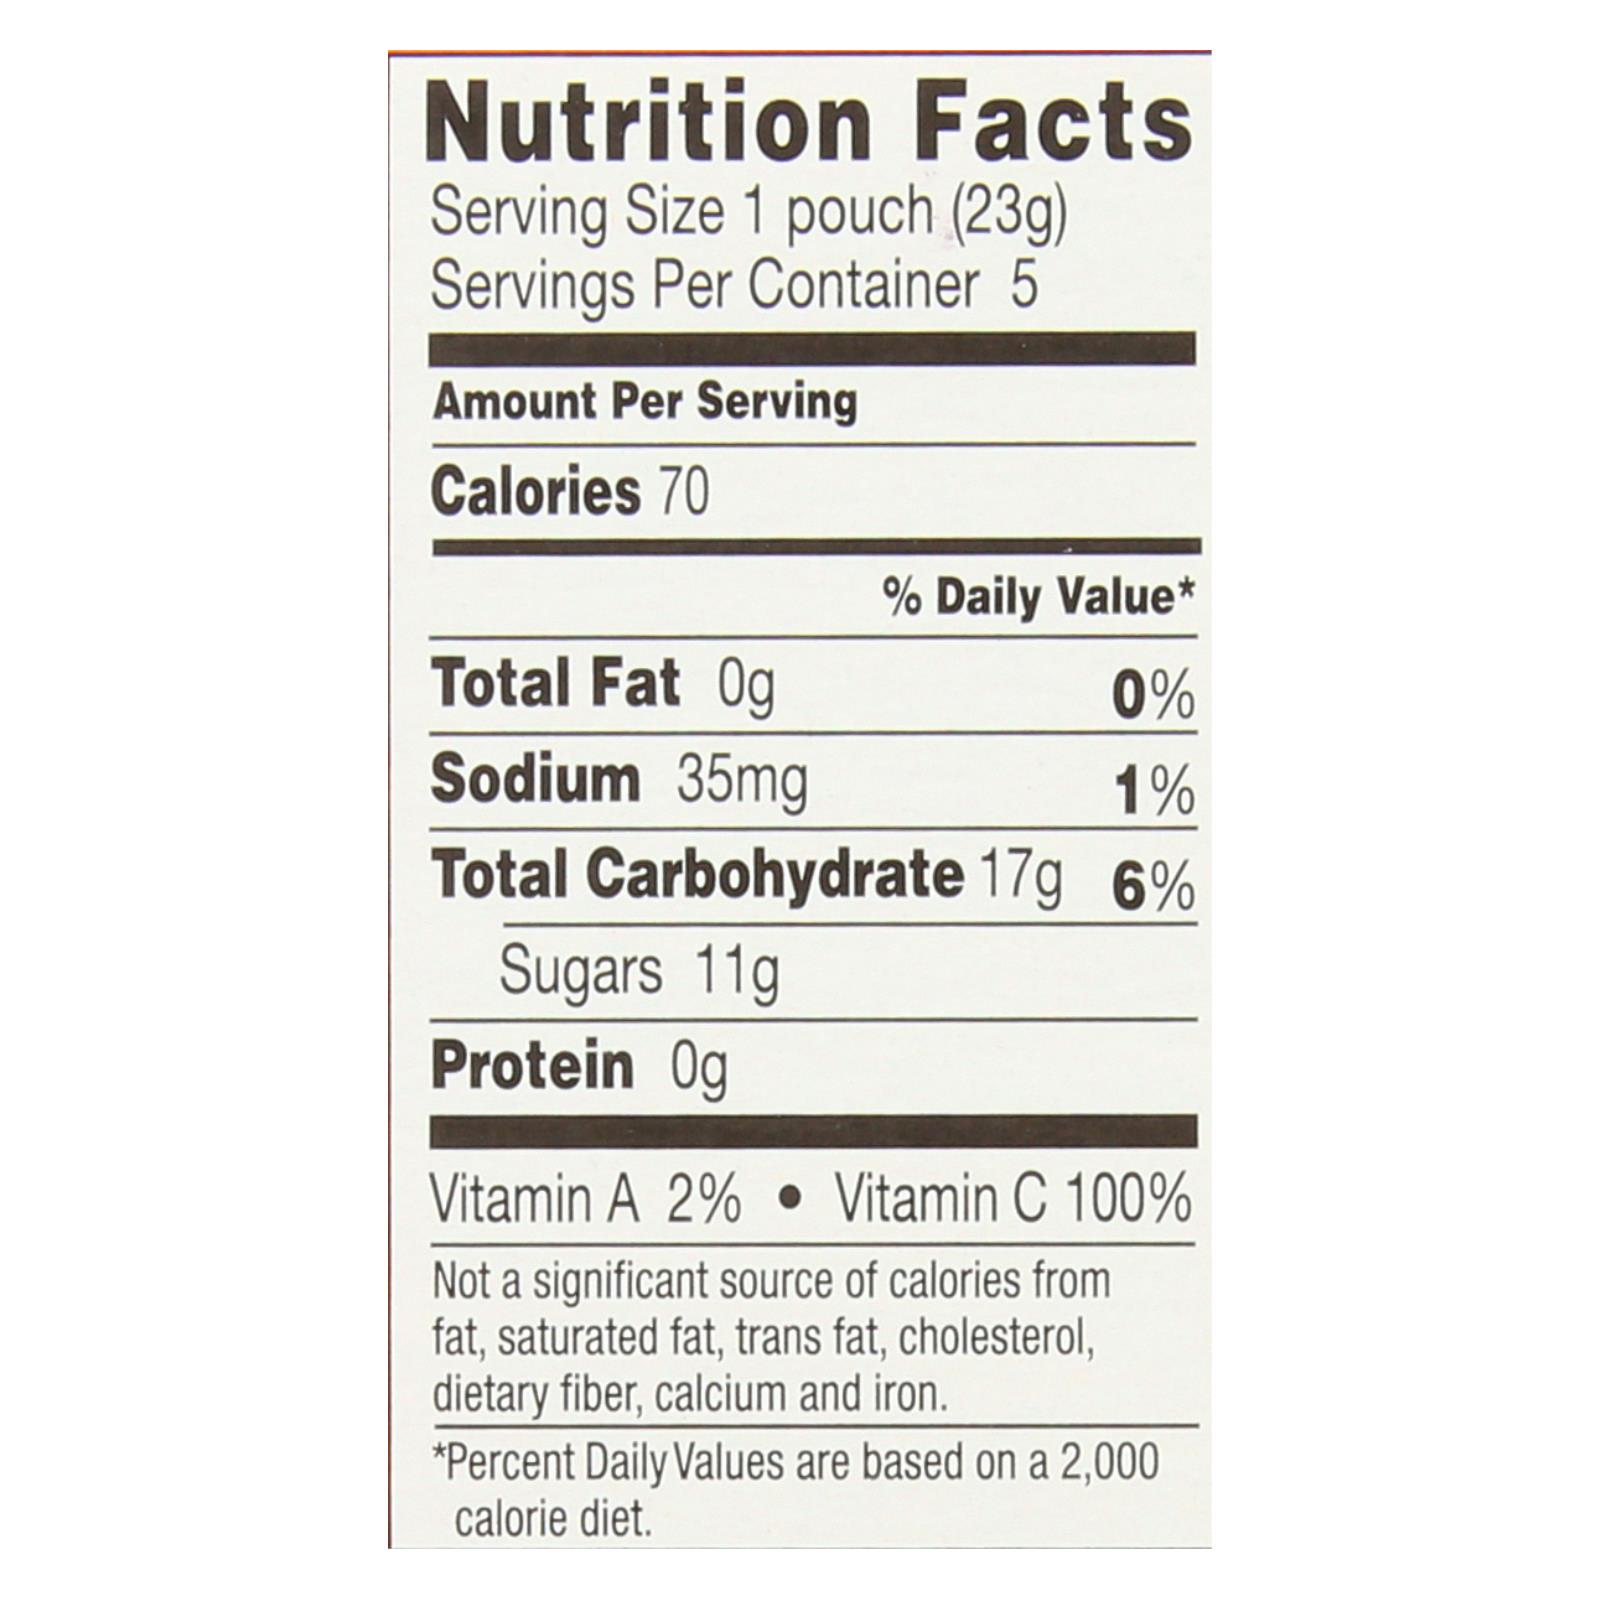 Nutrition Facts
Serving Size 1 pouch (23g)
Servings Per Container 5
Amount Per Serving
Calories 70
% Daily Value*
Total Fat 0g 0%
Sodium 35mg 1%
Total Carbohydrate 17g 6%
Sugars 11g
Protein 0g
Vitamin A 2% • Vitamin C 100%
Not a significant source of calories from
fat, saturated fat, trans fat, cholesterol,
dietary fiber, calcium and iron.
*Percent Daily Values are based on a 2,000
calorie diet.